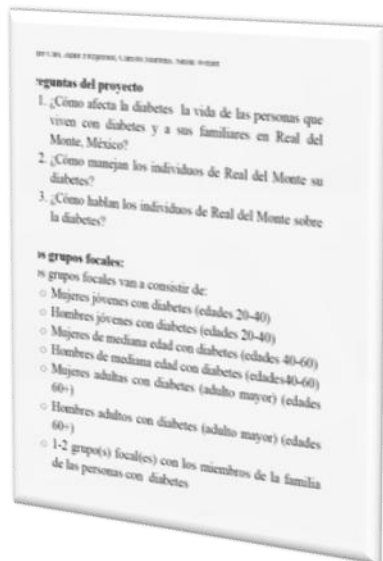 reguntas del proyecto
1. ¿Cómo afecta la diabetes la vida de las personas que
viven con diabetes y a sus familiares en Real del
Monte, México?
2. ¿Cómo manejan los individuos de Real del Monte su
diabetes?
3. ¿Cómo hablan los individuos de Real del Monte sobre
la diabetes?
os grupos focales:
os grupos focales van a consistir de:
○ Mujeres jóvenes con diabetes (edades 20-40)
○ Hombres jóvenes con diabetes (edades 20-40)
○ Mujeres de mediana edad con diabetes (edades 40-60)
○ Hombres de mediana edad con diabetes (edades40-60)
○ Mujeres adultas con diabetes (adulto mayor) (edades
60+)
○ Hombres adultos con diabetes (adulto mayor) (edades
60+)
○ 1-2 grupo(s) focal(es) con los miembros de la familia
de las personas con diabetes